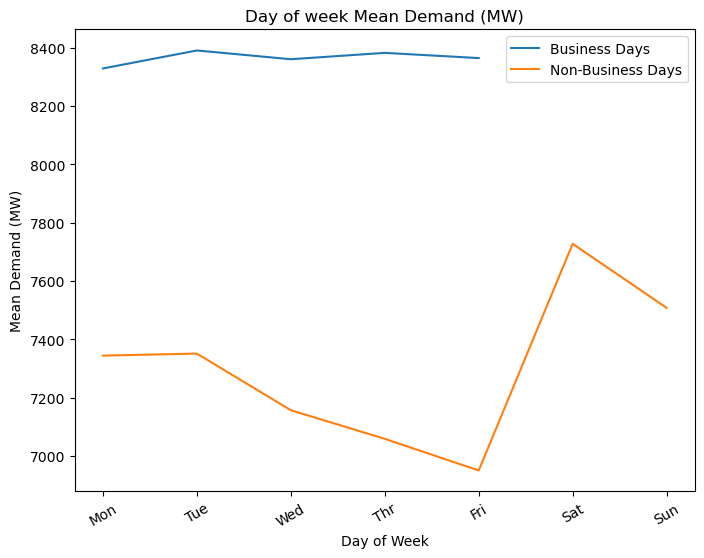 Day of week Mean Demand (MW)
Business Days
Non-Business Days
8400
8200
8000
7800
7600
7400
7200
7000
Mean Demand (MW)
Mon Tue Wed Thr Fri Sat Sun
Day of Week